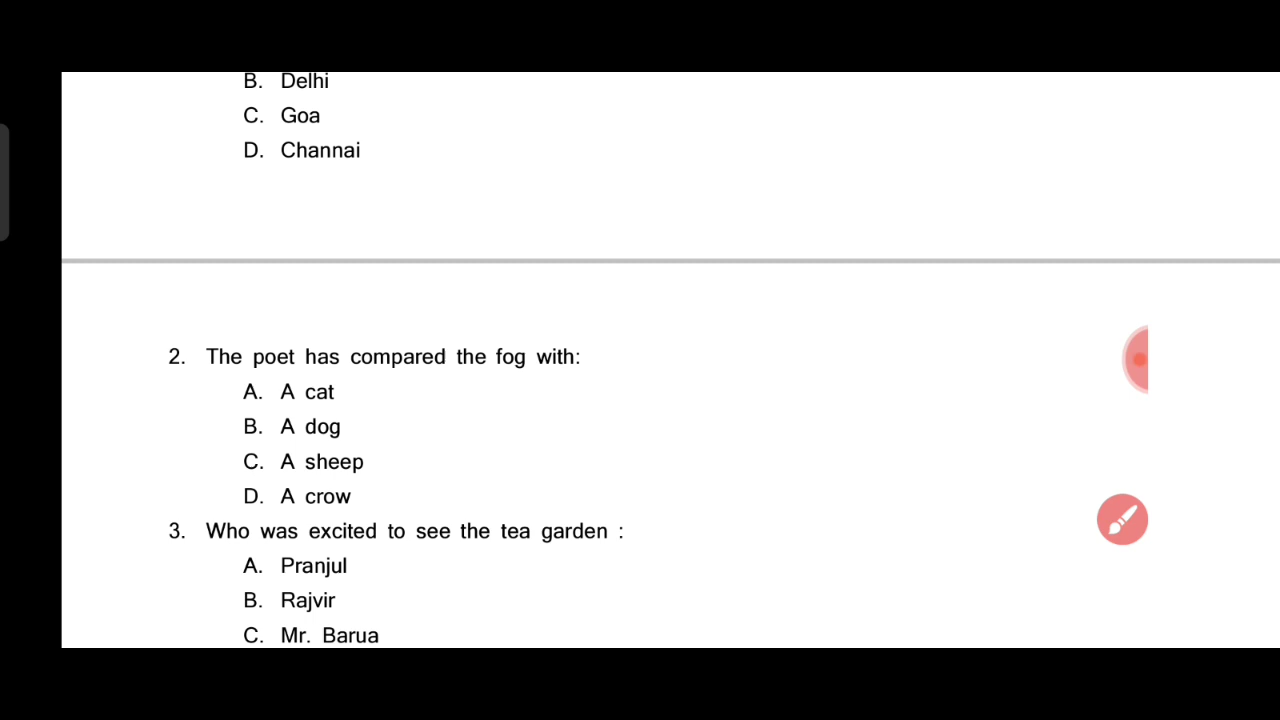 B. Delhi
C. Goa
D. Channai
2. The poet has compared the fog with:
A. A cat
B. A dog
C. A sheep
D. A crow
3. Who was excited to see the tea garden :
A. Pranjul
B. Rajvir
C. Mr. Barua